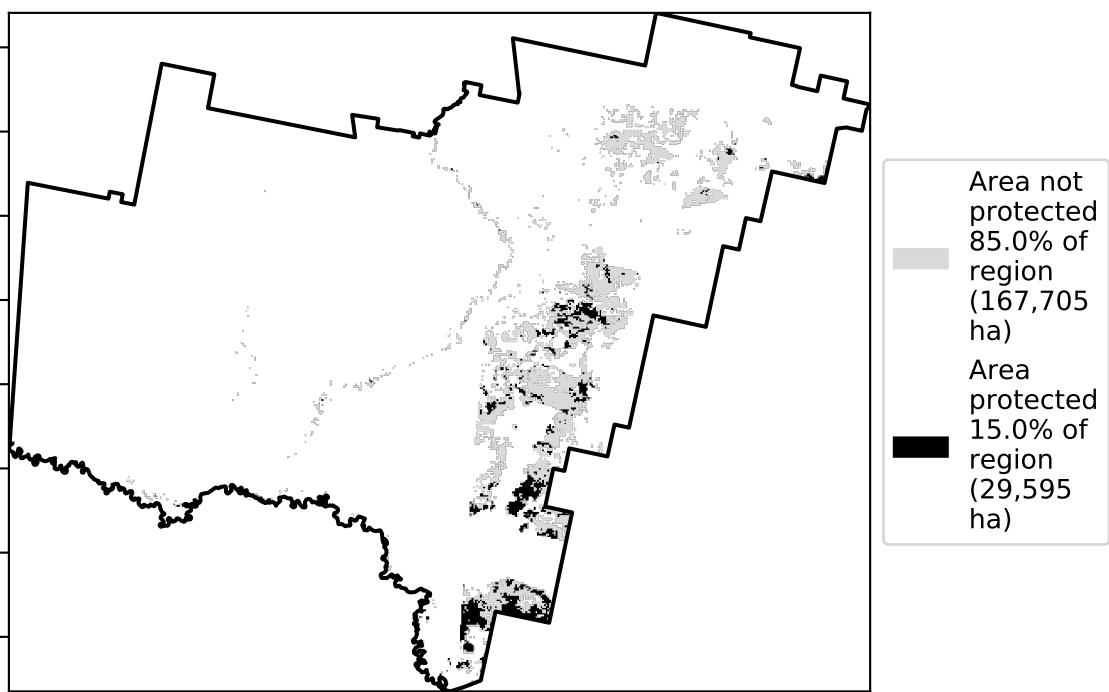 Area not
protected
85.0% of
region
(167,705
ha)
Area
protected
15.0% of
region
(29,595
ha)